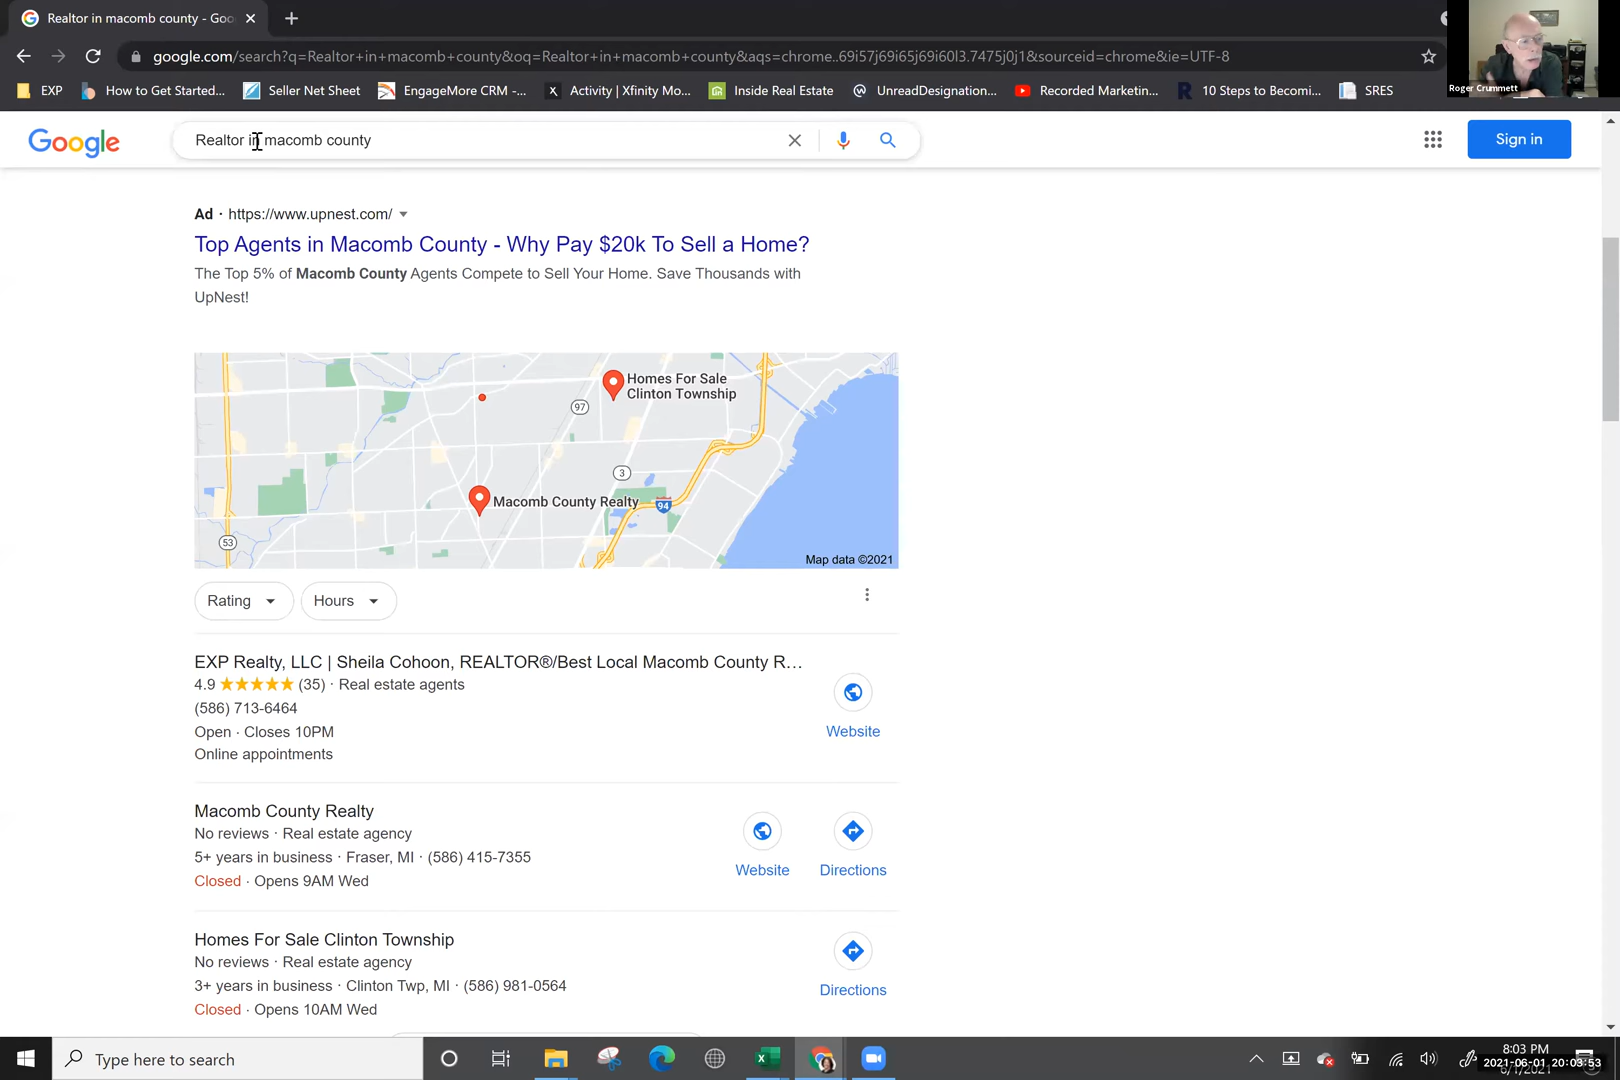 Realtor in macomb county - Goo
google.com/search?q=Realtor+in+macomb+county&oq=Realtor+in+macomb+county&aqs=chrome..69i57j69i65j69i60l3.7475j0j1&sourceid=chrome&ie=UTF-8
EXP
How to Get Started...
Seller Net Sheet
EngageMore CRM -...
Activity | Xfinity Mo...
Inside Real Estate
UnreadDesignation...
Recorded Marketin...
10 Steps to Becomi...
SRES
Roger Crummett
Google
Realtor in macomb county
Sign in
Ad · https://www.upnest.com/
Top Agents in Macomb County - Why Pay $20k To Sell a Home?
The Top 5% of Macomb County Agents Compete to Sell Your Home. Save Thousands with
UpNest!
Homes For Sale
Clinton Township
97
3
Macomb County Realty
94
53
Map data ©2021
Rating
Hours
EXP Realty, LLC | Sheila Cohoon, REALTOR®/Best Local Macomb County R...
4.9 (35) · Real estate agents
(586) 713-6464
Open · Closes 10PM
Online appointments
Website
Macomb County Realty
No reviews · Real estate agency
5+ years in business · Fraser, MI · (586) 415-7355
Closed · Opens 9AM Wed
Website
Directions
Homes For Sale Clinton Township
No reviews · Real estate agency
3+ years in business · Clinton Twp, MI · (586) 981-0564
Closed · Opens 10AM Wed
Directions
Type here to search
8:03 PM
2021-06-01 20:03:53